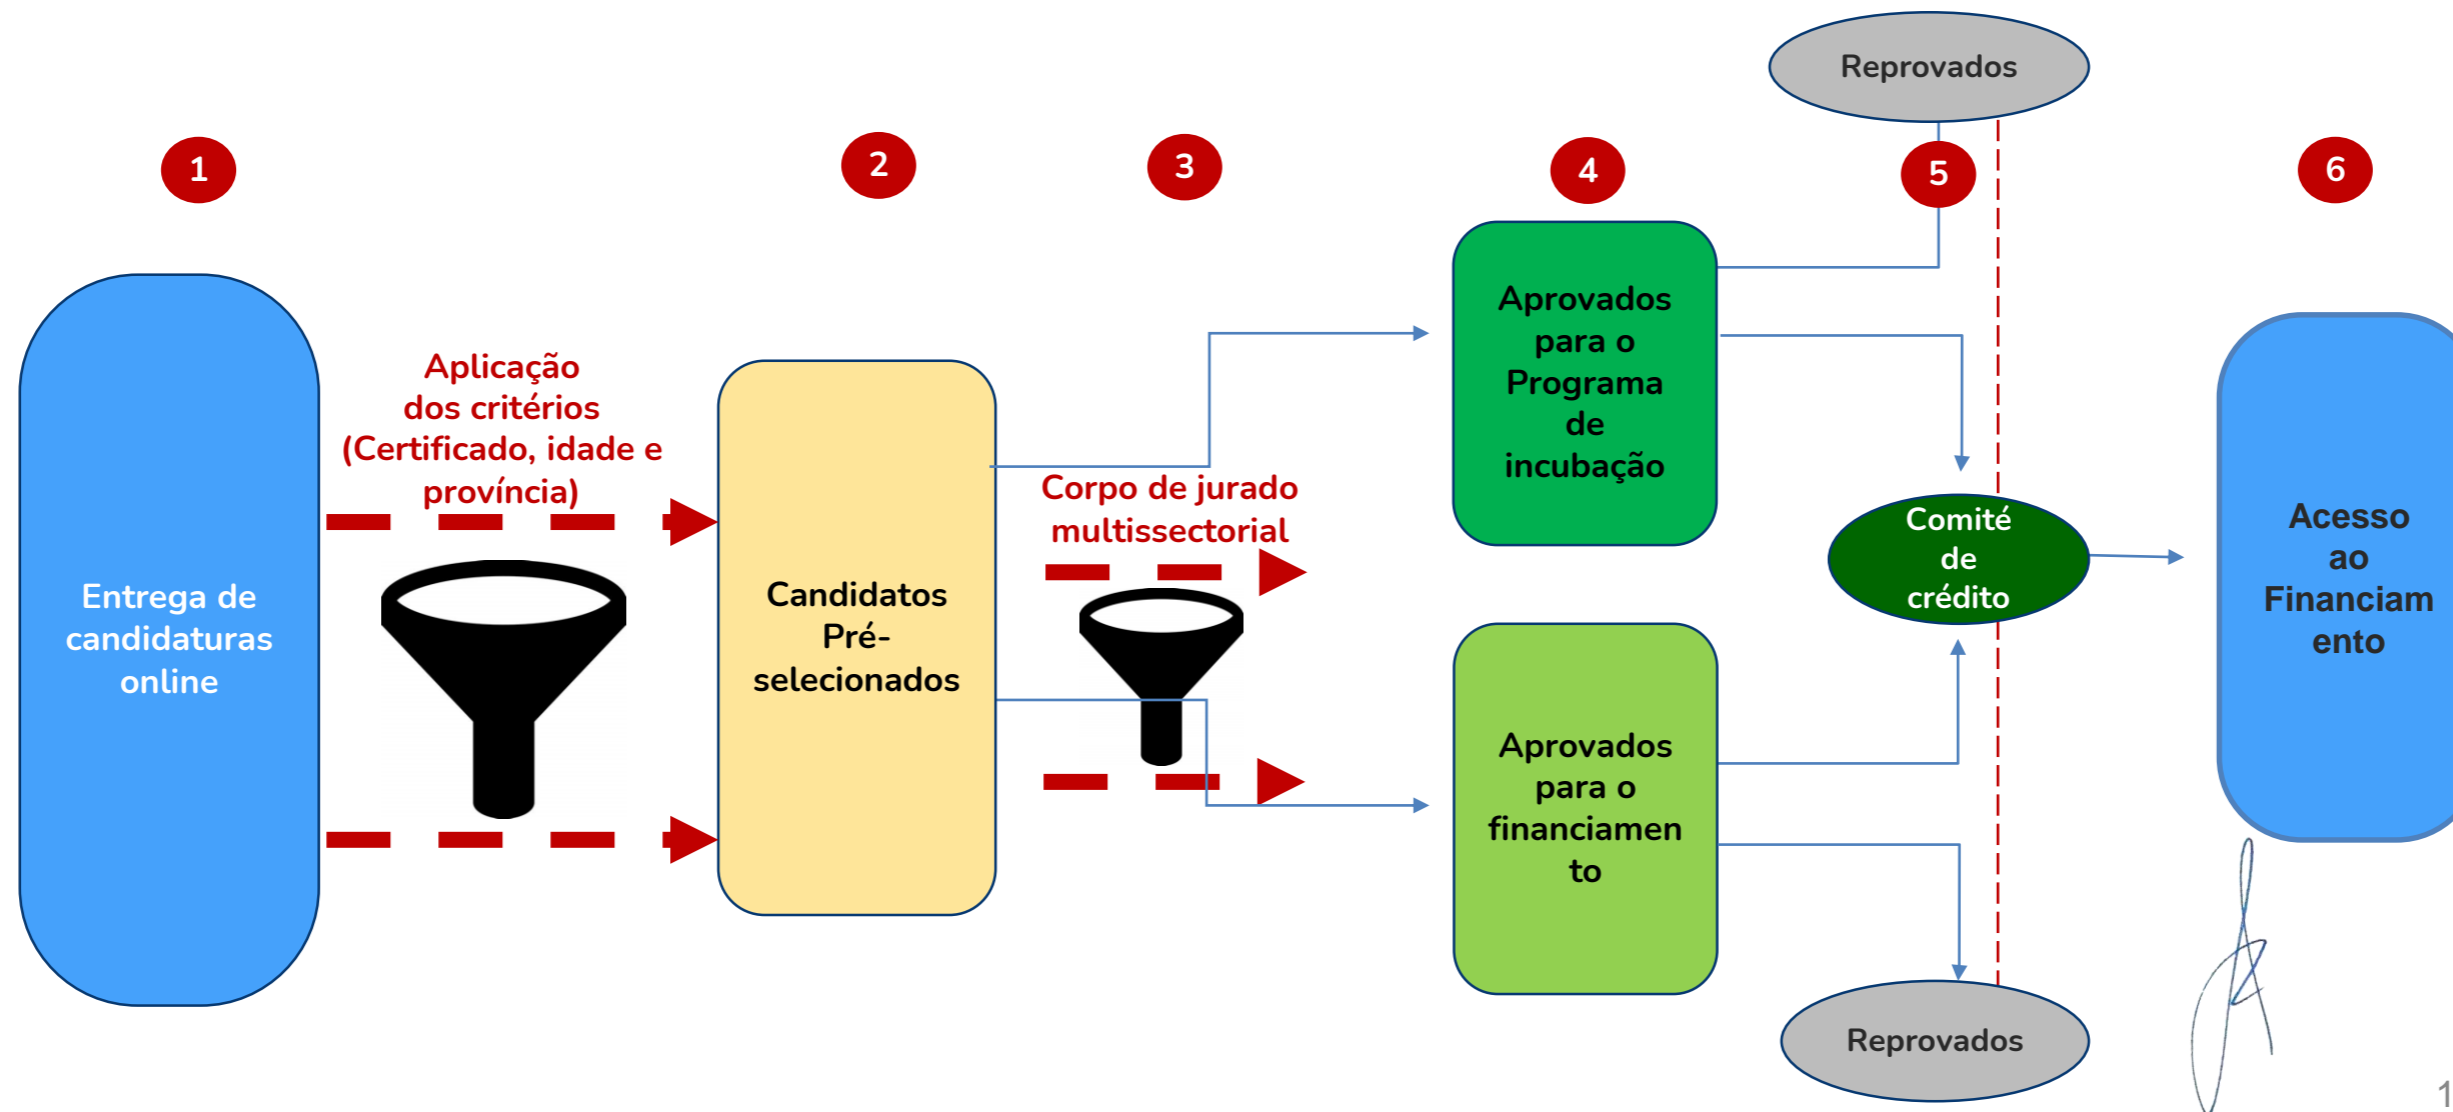 1
2
3
4
5
6
Reprovados
Entrega de
candidaturas
online
Aplicação
dos critérios
(Certificado, idade e
província)
Candidatos
Pré-
selecionados
Corpo de jurado
multissectorial
Aprovados
para o
Programa
de
incubação
Aprovados
para o
financiamen
to
Comité
de
crédito
Reprovados
Acesso
ao
Financiam
ento
1